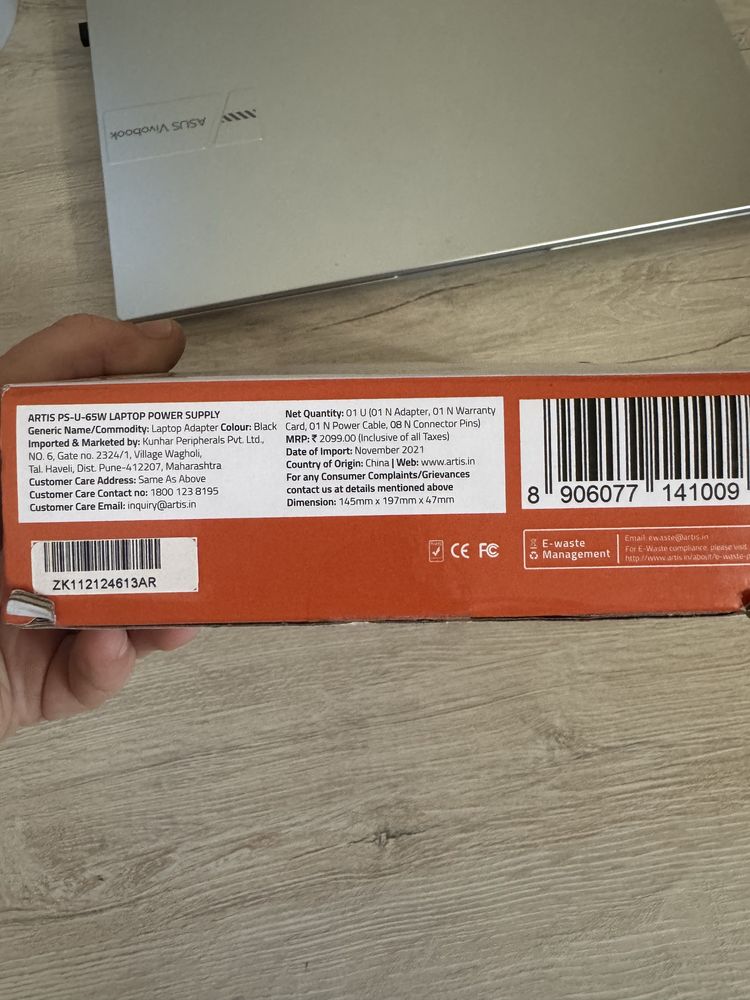 ASUS Vivobook
ARTIS PS-U-65W LAPTOP POWER SUPPLY
Generic Name/Commodity: Laptop Adapter Colour: Black
Imported & Marketed by: Kunhar Peripherals Pvt. Ltd.,
NO. 6, Gate no. 2324/1, Village Wagholi,
Tal. Haveli, Dist. Pune-412207, Maharashtra
Customer Care Address: Same As Above
Customer Care Contact no: 1800 123 8195
Customer Care Email: inquiry@artis.in
Net Quantity: 01 U (01 N Adapter, 01 N Warranty
Card, 01 N Power Cable, 08 N Connector Pins)
MRP: ₹ 2099.00 (Inclusive of all Taxes)
Date of Import: November 2021
Country of Origin: China | Web: www.artis.in
For any Consumer Complaints/Grievances
contact us at details mentioned above
Dimension: 145mm x 197mm x 47mm
8 906077 141009
ZK112124613AR
CE FC
E-waste
Management
Email: ewaste@artis.in
For E-Waste compliance, please visit
http://www.artis.in/about/e-waste-p